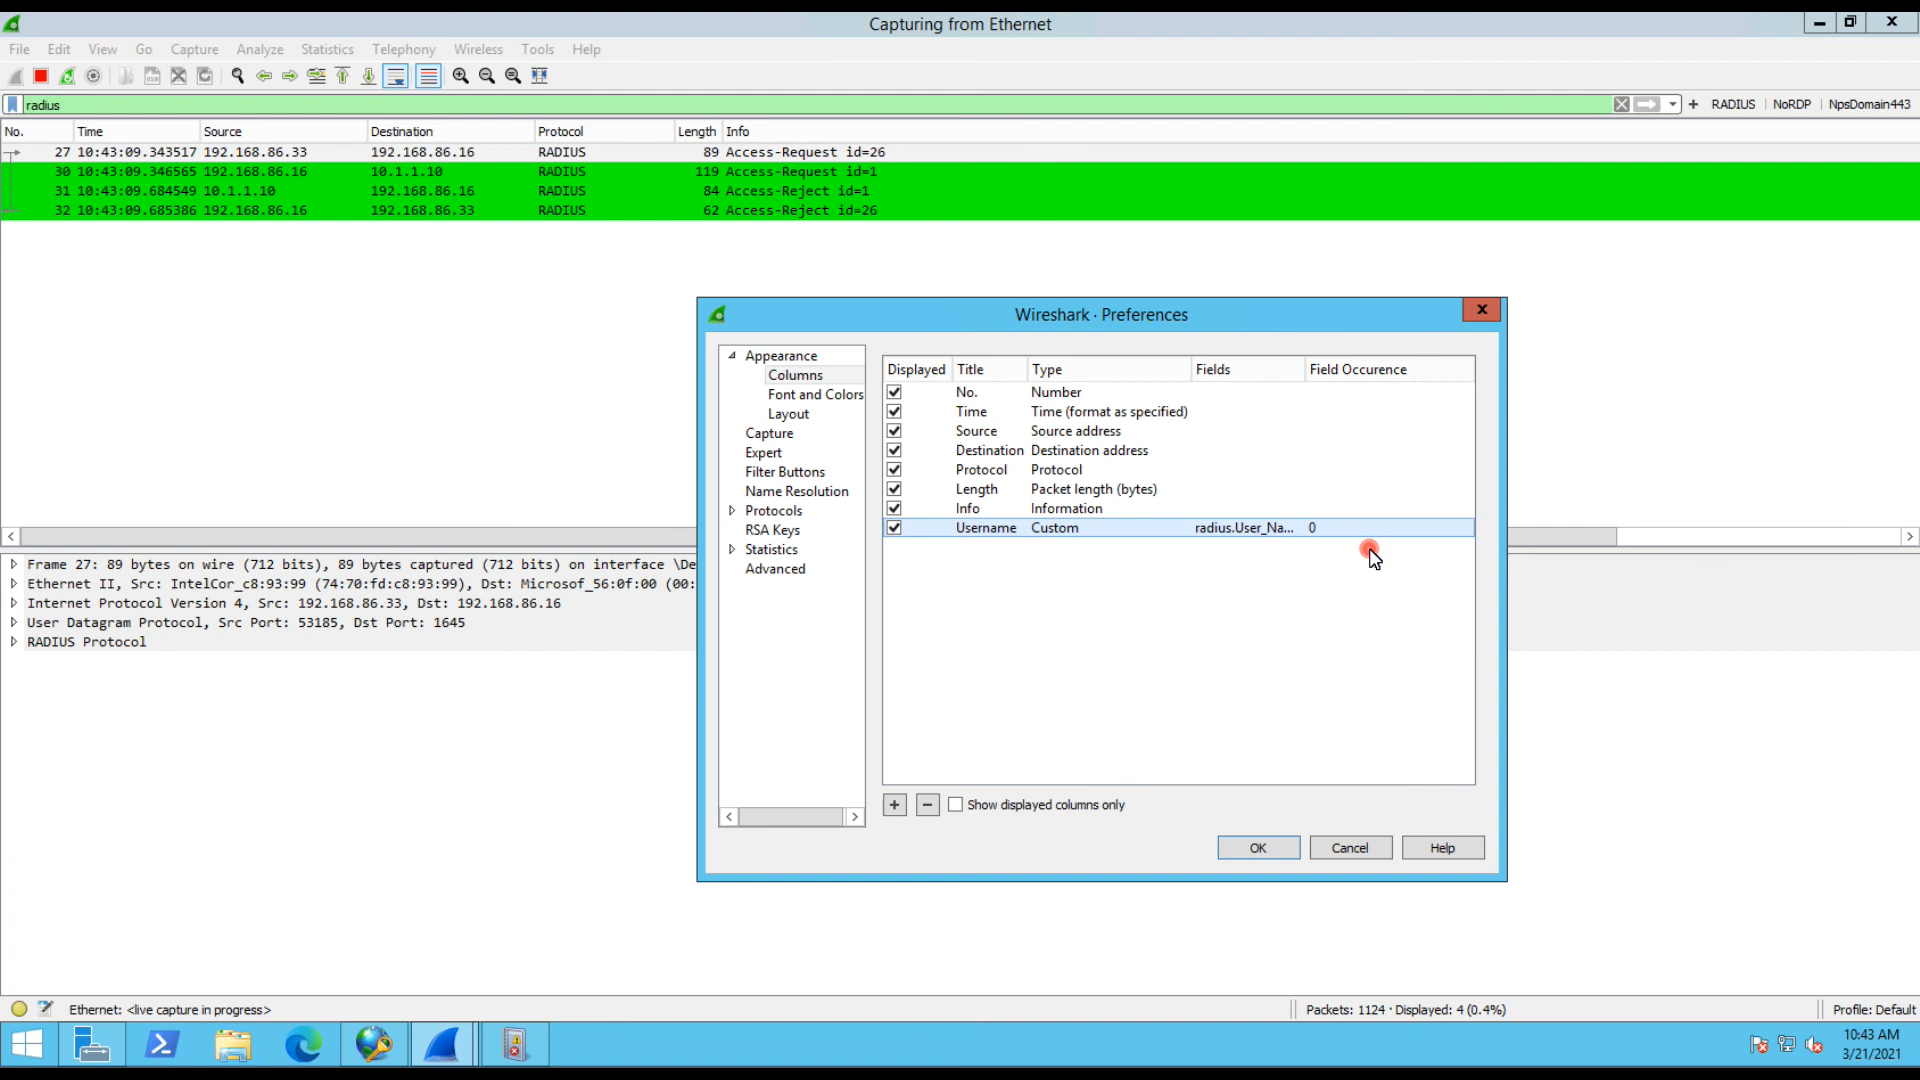 Capturing from Ethernet
File Edit View Go Capture Analyze Statistics Telephony Wireless Tools Help
radius
RADIUS NoRDP NpsDomain443
No. Time Source Destination Protocol Length Info
27 10:43:09.343517 192.168.86.33 192.168.86.16 RADIUS 89 Access-Request id=26
30 10:43:09.346565 192.168.86.16 10.1.1.10 RADIUS 119 Access-Request id=1
31 10:43:09.684549 10.1.1.10 192.168.86.16 RADIUS 84 Access-Reject id=1
32 10:43:09.685386 192.168.86.16 192.168.86.33 RADIUS 62 Access-Reject id=26
Wireshark · Preferences
Appearance
Columns
Font and Colors
Layout
Capture
Expert
Filter Buttons
Name Resolution
Protocols
RSA Keys
Statistics
Advanced
Displayed Title Type Fields Field Occurence
No. Number
Time Time (format as specified)
Source Source address
Destination Destination address
Protocol Protocol
Length Packet length (bytes)
Info Information
Username Custom radius.User_Na... 0
Show displayed columns only
OK Cancel Help
Frame 27: 89 bytes on wire (712 bits), 89 bytes captured (712 bits) on interface \De
Ethernet II, Src: IntelCor_c8:93:99 (74:70:fd:c8:93:99), Dst: Microsof_56:0f:00 (00:
Internet Protocol Version 4, Src: 192.168.86.33, Dst: 192.168.86.16
User Datagram Protocol, Src Port: 53185, Dst Port: 1645
RADIUS Protocol
Ethernet: <live capture in progress>
Packets: 1124 · Displayed: 4 (0.4%)
Profile: Default
10:43 AM
3/21/2021